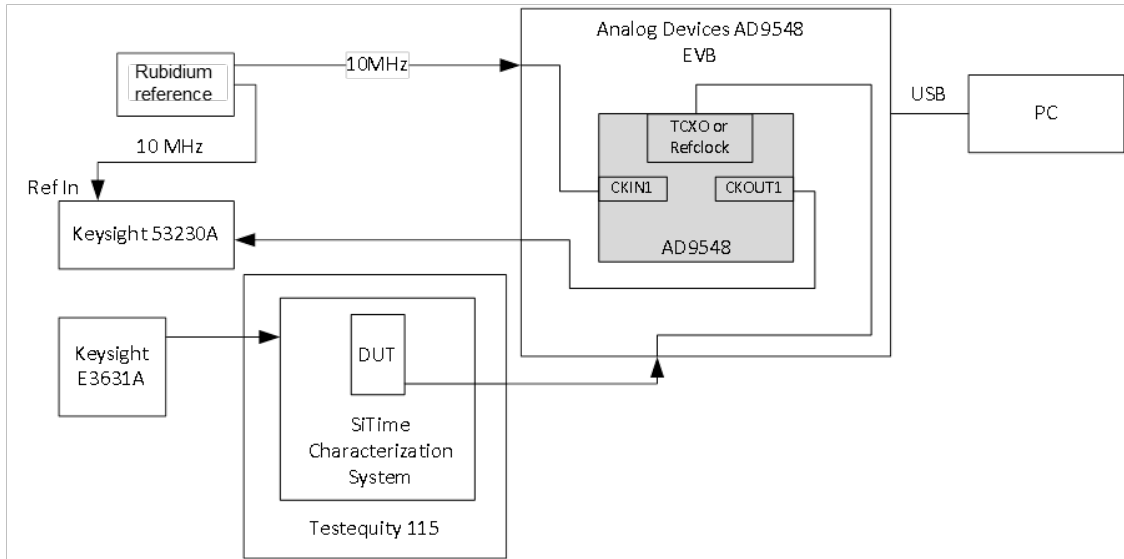 Rubidium
reference
10MHz
Analog Devices AD9548
EVB
USB
PC
TCXO or
Refclock
10 MHz
Ref In
CKIN1
CKOUT1
Keysight 53230A
AD9548
Keysight
E3631A
DUT
SiTime
Characterization
System
Testequity 115